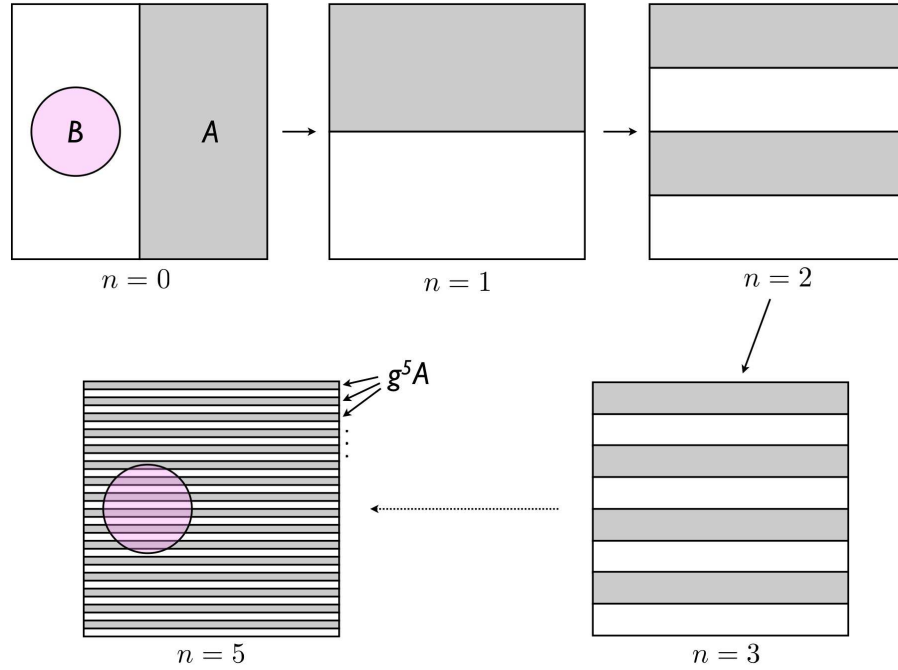 B
A
n = 0
n = 1
n = 2
g⁵A
n = 5
n = 3